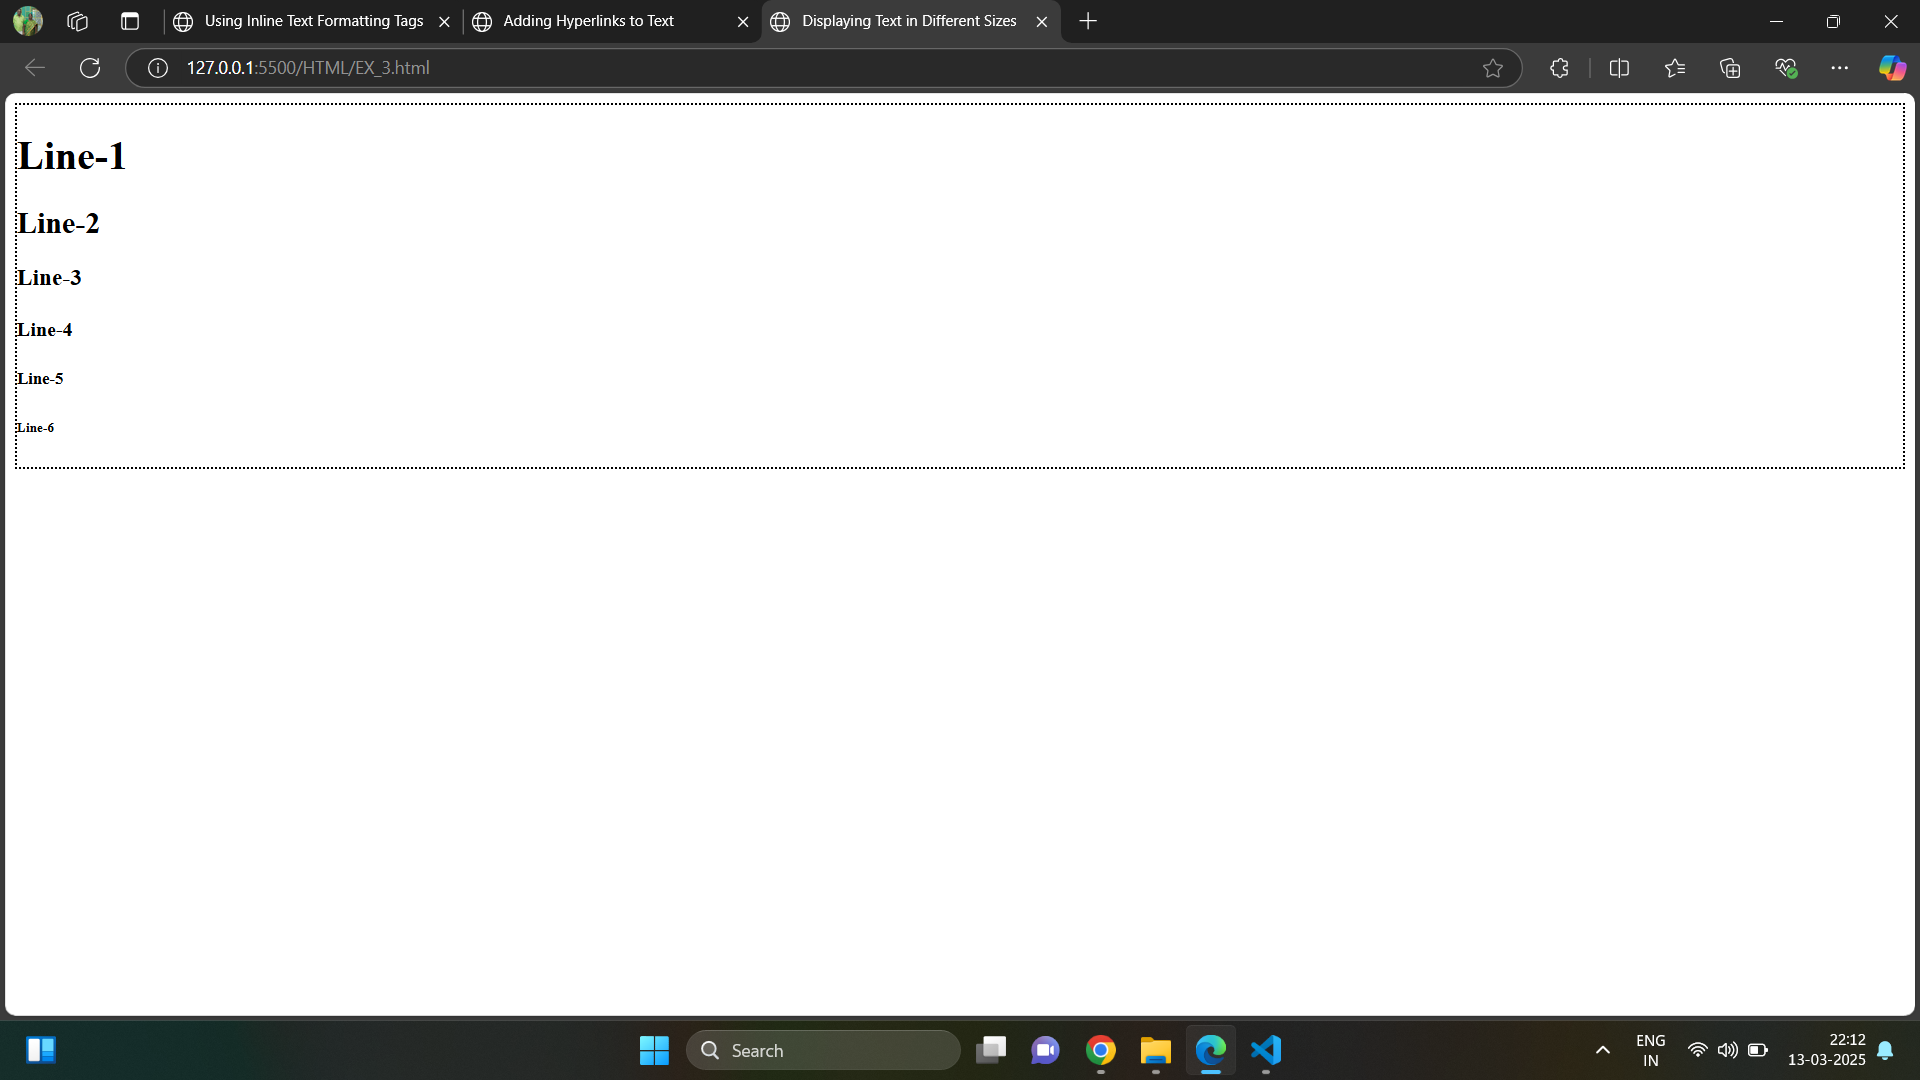 Using Inline Text Formatting Tags
Adding Hyperlinks to Text
Displaying Text in Different Sizes
127.0.0.1:5500/HTML/EX_3.html
Line-1
Line-2
Line-3
Line-4
Line-5
Line-6
Search
ENG
IN
22:12
13-03-2025